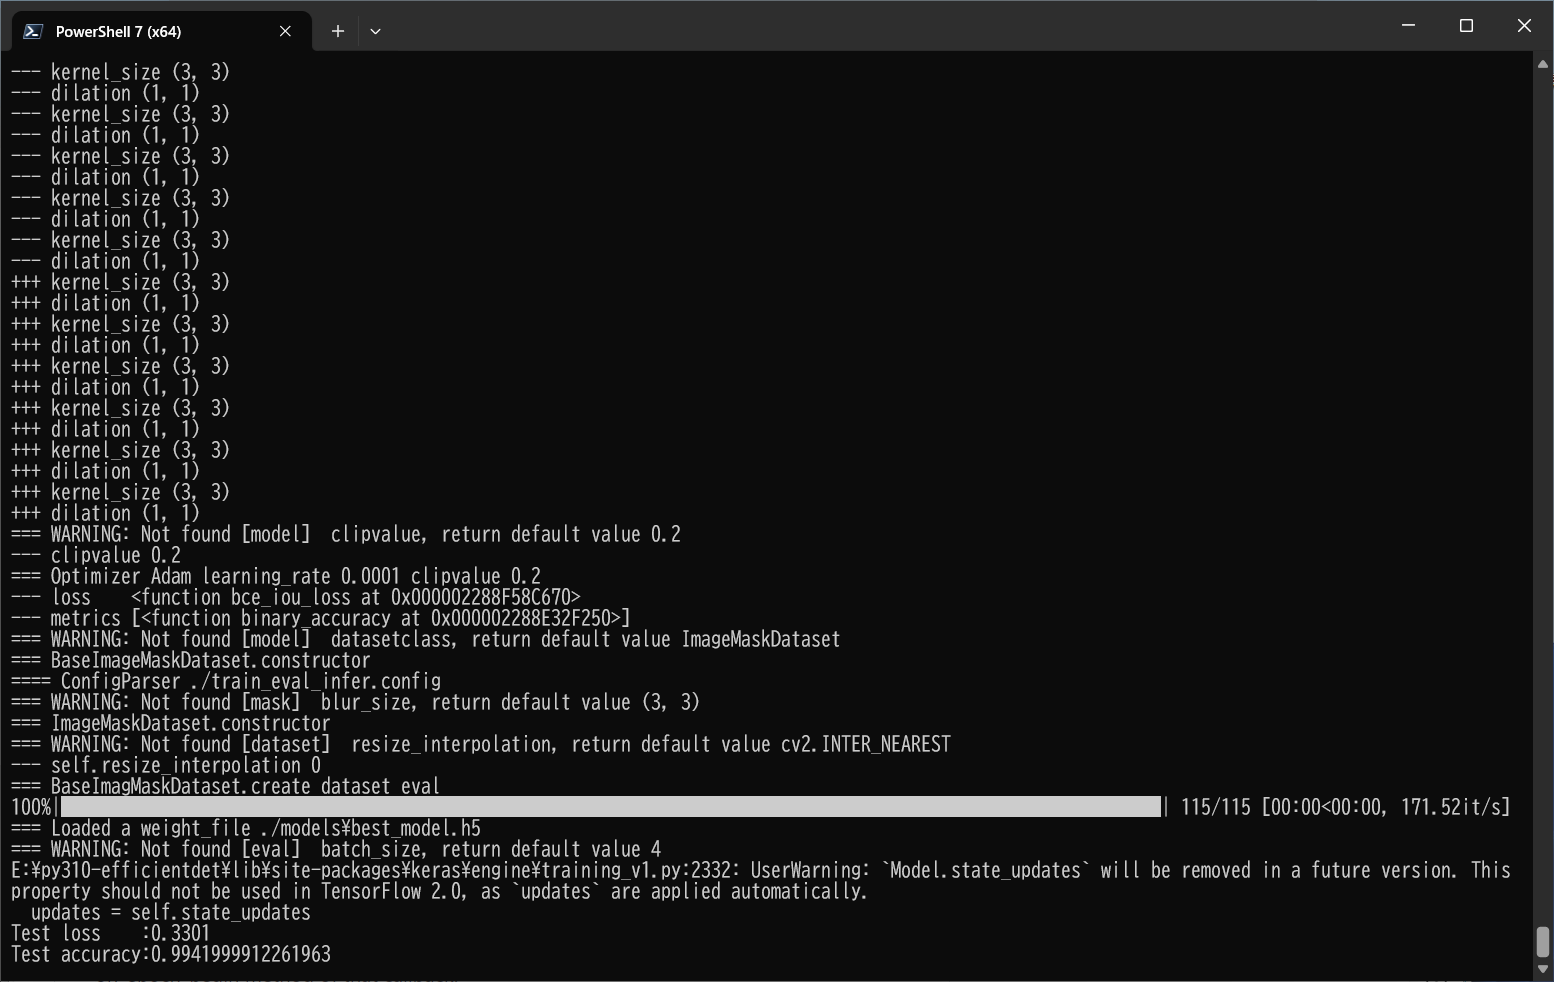 PowerShell 7 (x64)
--- kernel_size (3, 3)
--- dilation (1, 1)
--- kernel_size (3, 3)
--- dilation (1, 1)
--- kernel_size (3, 3)
--- dilation (1, 1)
--- kernel_size (3, 3)
--- dilation (1, 1)
--- kernel_size (3, 3)
--- dilation (1, 1)
+++ kernel_size (3, 3)
+++ dilation (1, 1)
+++ kernel_size (3, 3)
+++ dilation (1, 1)
+++ kernel_size (3, 3)
+++ dilation (1, 1)
+++ kernel_size (3, 3)
+++ dilation (1, 1)
+++ kernel_size (3, 3)
+++ dilation (1, 1)
+++ kernel_size (3, 3)
+++ dilation (1, 1)
=== WARNING: Not found [model]  clipvalue, return default value 0.2
--- clipvalue 0.2
=== Optimizer Adam learning_rate 0.0001 clipvalue 0.2
--- loss    <function bce_iou_loss at 0x000002288F58C670>
--- metrics [<function binary_accuracy at 0x000002288E32F250>]
=== WARNING: Not found [model]  datasetclass, return default value ImageMaskDataset
=== BaseImageMaskDataset.constructor
==== ConfigParser ./train_eval_infer.config
=== WARNING: Not found [mask]  blur_size, return default value (3, 3)
=== ImageMaskDataset.constructor
=== WARNING: Not found [dataset]  resize_interpolation, return default value cv2.INTER_NEAREST
--- self.resize_interpolation 0
=== BaseImagMaskDataset.create dataset eval
100%| | 115/115 [00:00<00:00, 171.52it/s]
=== Loaded a weight_file ./models¥best_model.h5
=== WARNING: Not found [eval]  batch_size, return default value 4
E:¥py310-efficientdet¥lib¥site-packages¥keras¥engine¥training_v1.py:2332: UserWarning: `Model.state_updates` will be removed in a future version. This
property should not be used in TensorFlow 2.0, as `updates` are applied automatically.
  updates = self.state_updates
Test loss    :0.3301
Test accuracy:0.9941999912261963